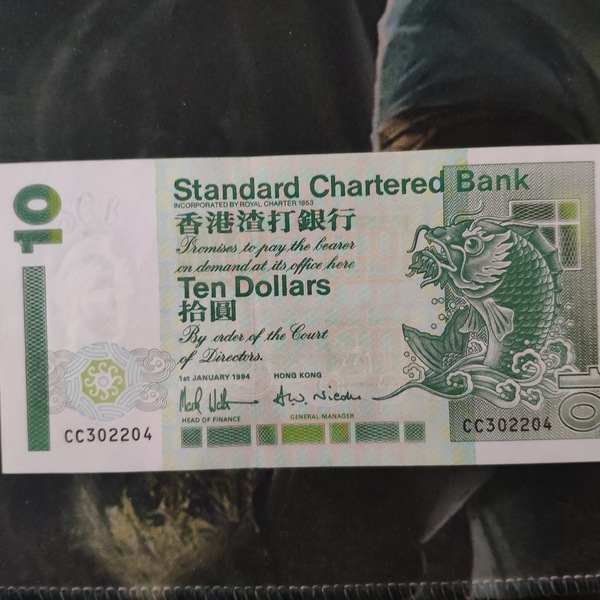 10
Standard Chartered Bank
INCORPORATED BY ROYAL CHARTER 1853
香港渣打銀行
Promises to pay the bearer
on demand at its office here
Ten Dollars
拾圓
By order of the Court
of Directors.
1st JANUARY 1994 HONG KONG
HEAD OF FINANCE GENERAL MANAGER
CC302204 CC302204
10